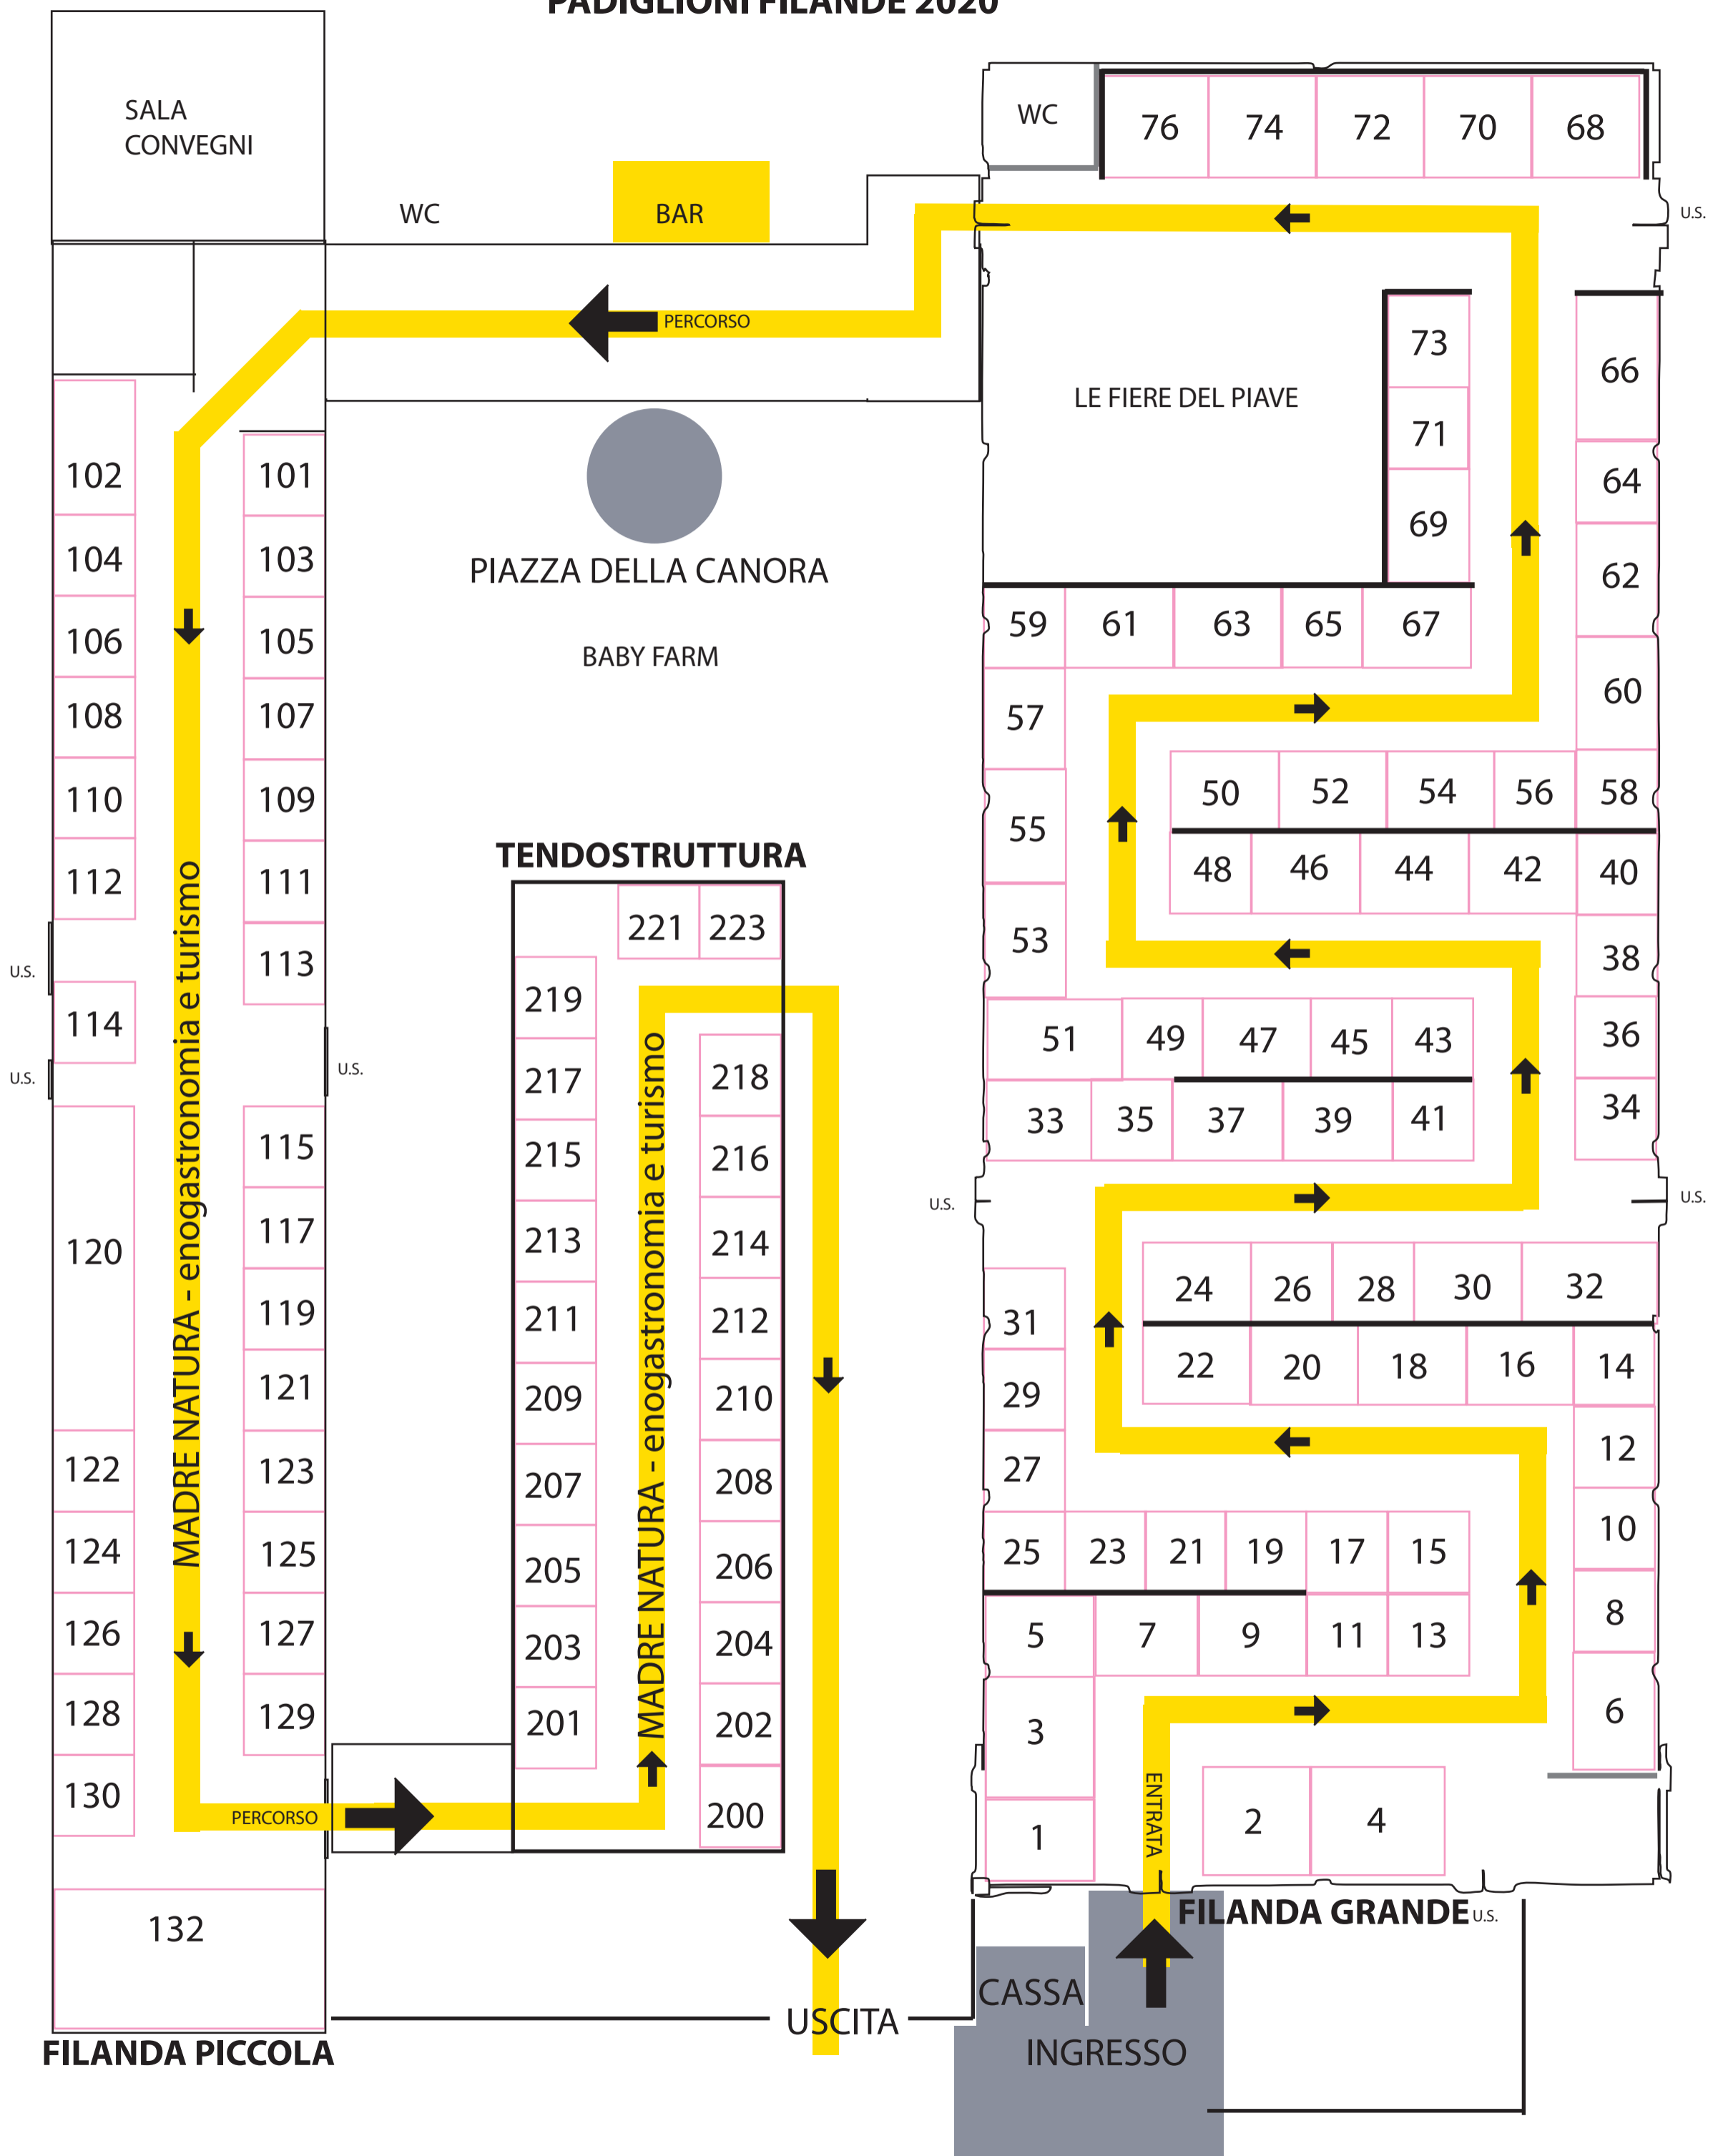 PADIGLIONI FILANDE 2020
SALA
CONVEGNI
WC
BAR
WC
76 74 72 70 68
U.S.
PERCORSO
LE FIERE DEL PIAVE
73
71
69
66
64
62
60
102
104
106
108
110
112
101
103
105
107
109
111
113
PIAZZA DELLA CANORA
BABY FARM
59 61 63 65 67
57
55
53
50 52 54 56 58
48 46 44 42 40
38
36
34
51 49 47 45 43
33 35 37 39 41
U.S.
U.S.
U.S.
114
U.S.
U.S.
MADRE NATURA - enogastronomia e turismo
120
122
124
126
128
130
115
117
119
121
123
125
127
129
132
PERCORSO
FILANDA PICCOLA
TENDOSTRUTTURA
221 223
219
217
215
213
211
209
207
205
203
201
MADRE NATURA - enogastronomia e turismo
218
216
214
212
210
208
206
204
202
200
31
29
27
24 26 28 30 32
22 20 18 16 14
12
10
8
6
25 23 21 19 17 15
5 7 9 11 13
3
1
ENTRATA
2 4
FILANDA GRANDE
U.S.
CASSA
USCITA
INGRESSO